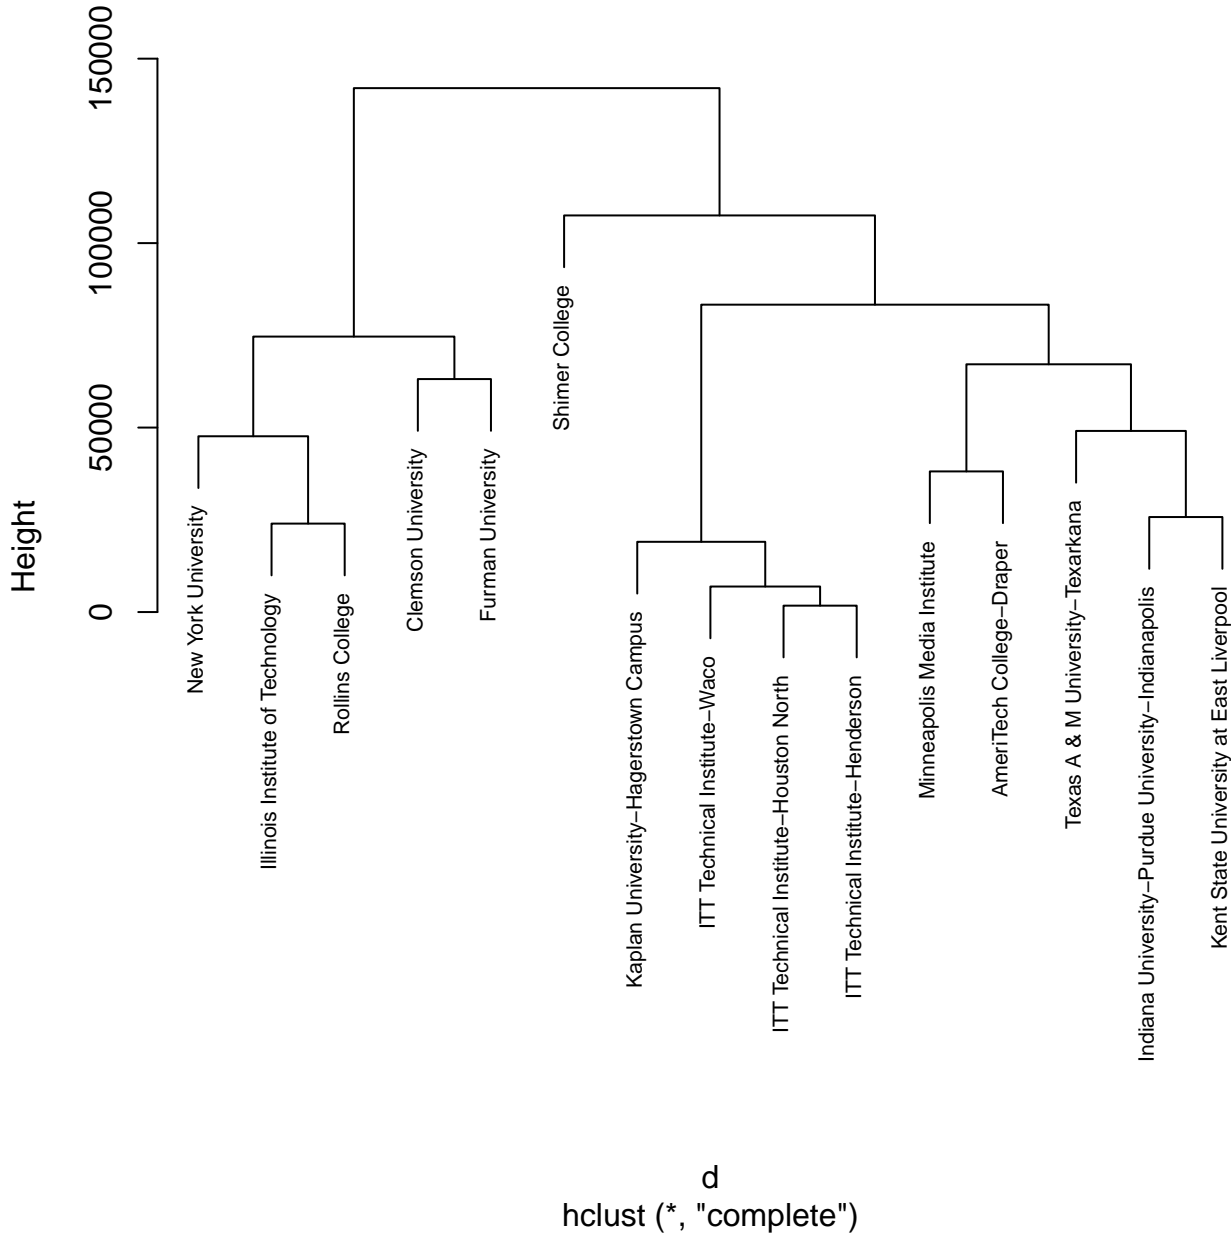 Height
150000
100000
50000
0
New York University
Illinois Institute of Technology
Rollins College
Clemson University
Furman University
Shimer College
Kaplan University−Hagerstown Campus
ITT Technical Institute−Waco
ITT Technical Institute−Houston North
ITT Technical Institute−Henderson
Minneapolis Media Institute
AmeriTech College−Draper
Texas A & M University−Texarkana
Indiana University−Purdue University−Indianapolis
Kent State University at East Liverpool
d
hclust (*, "complete")